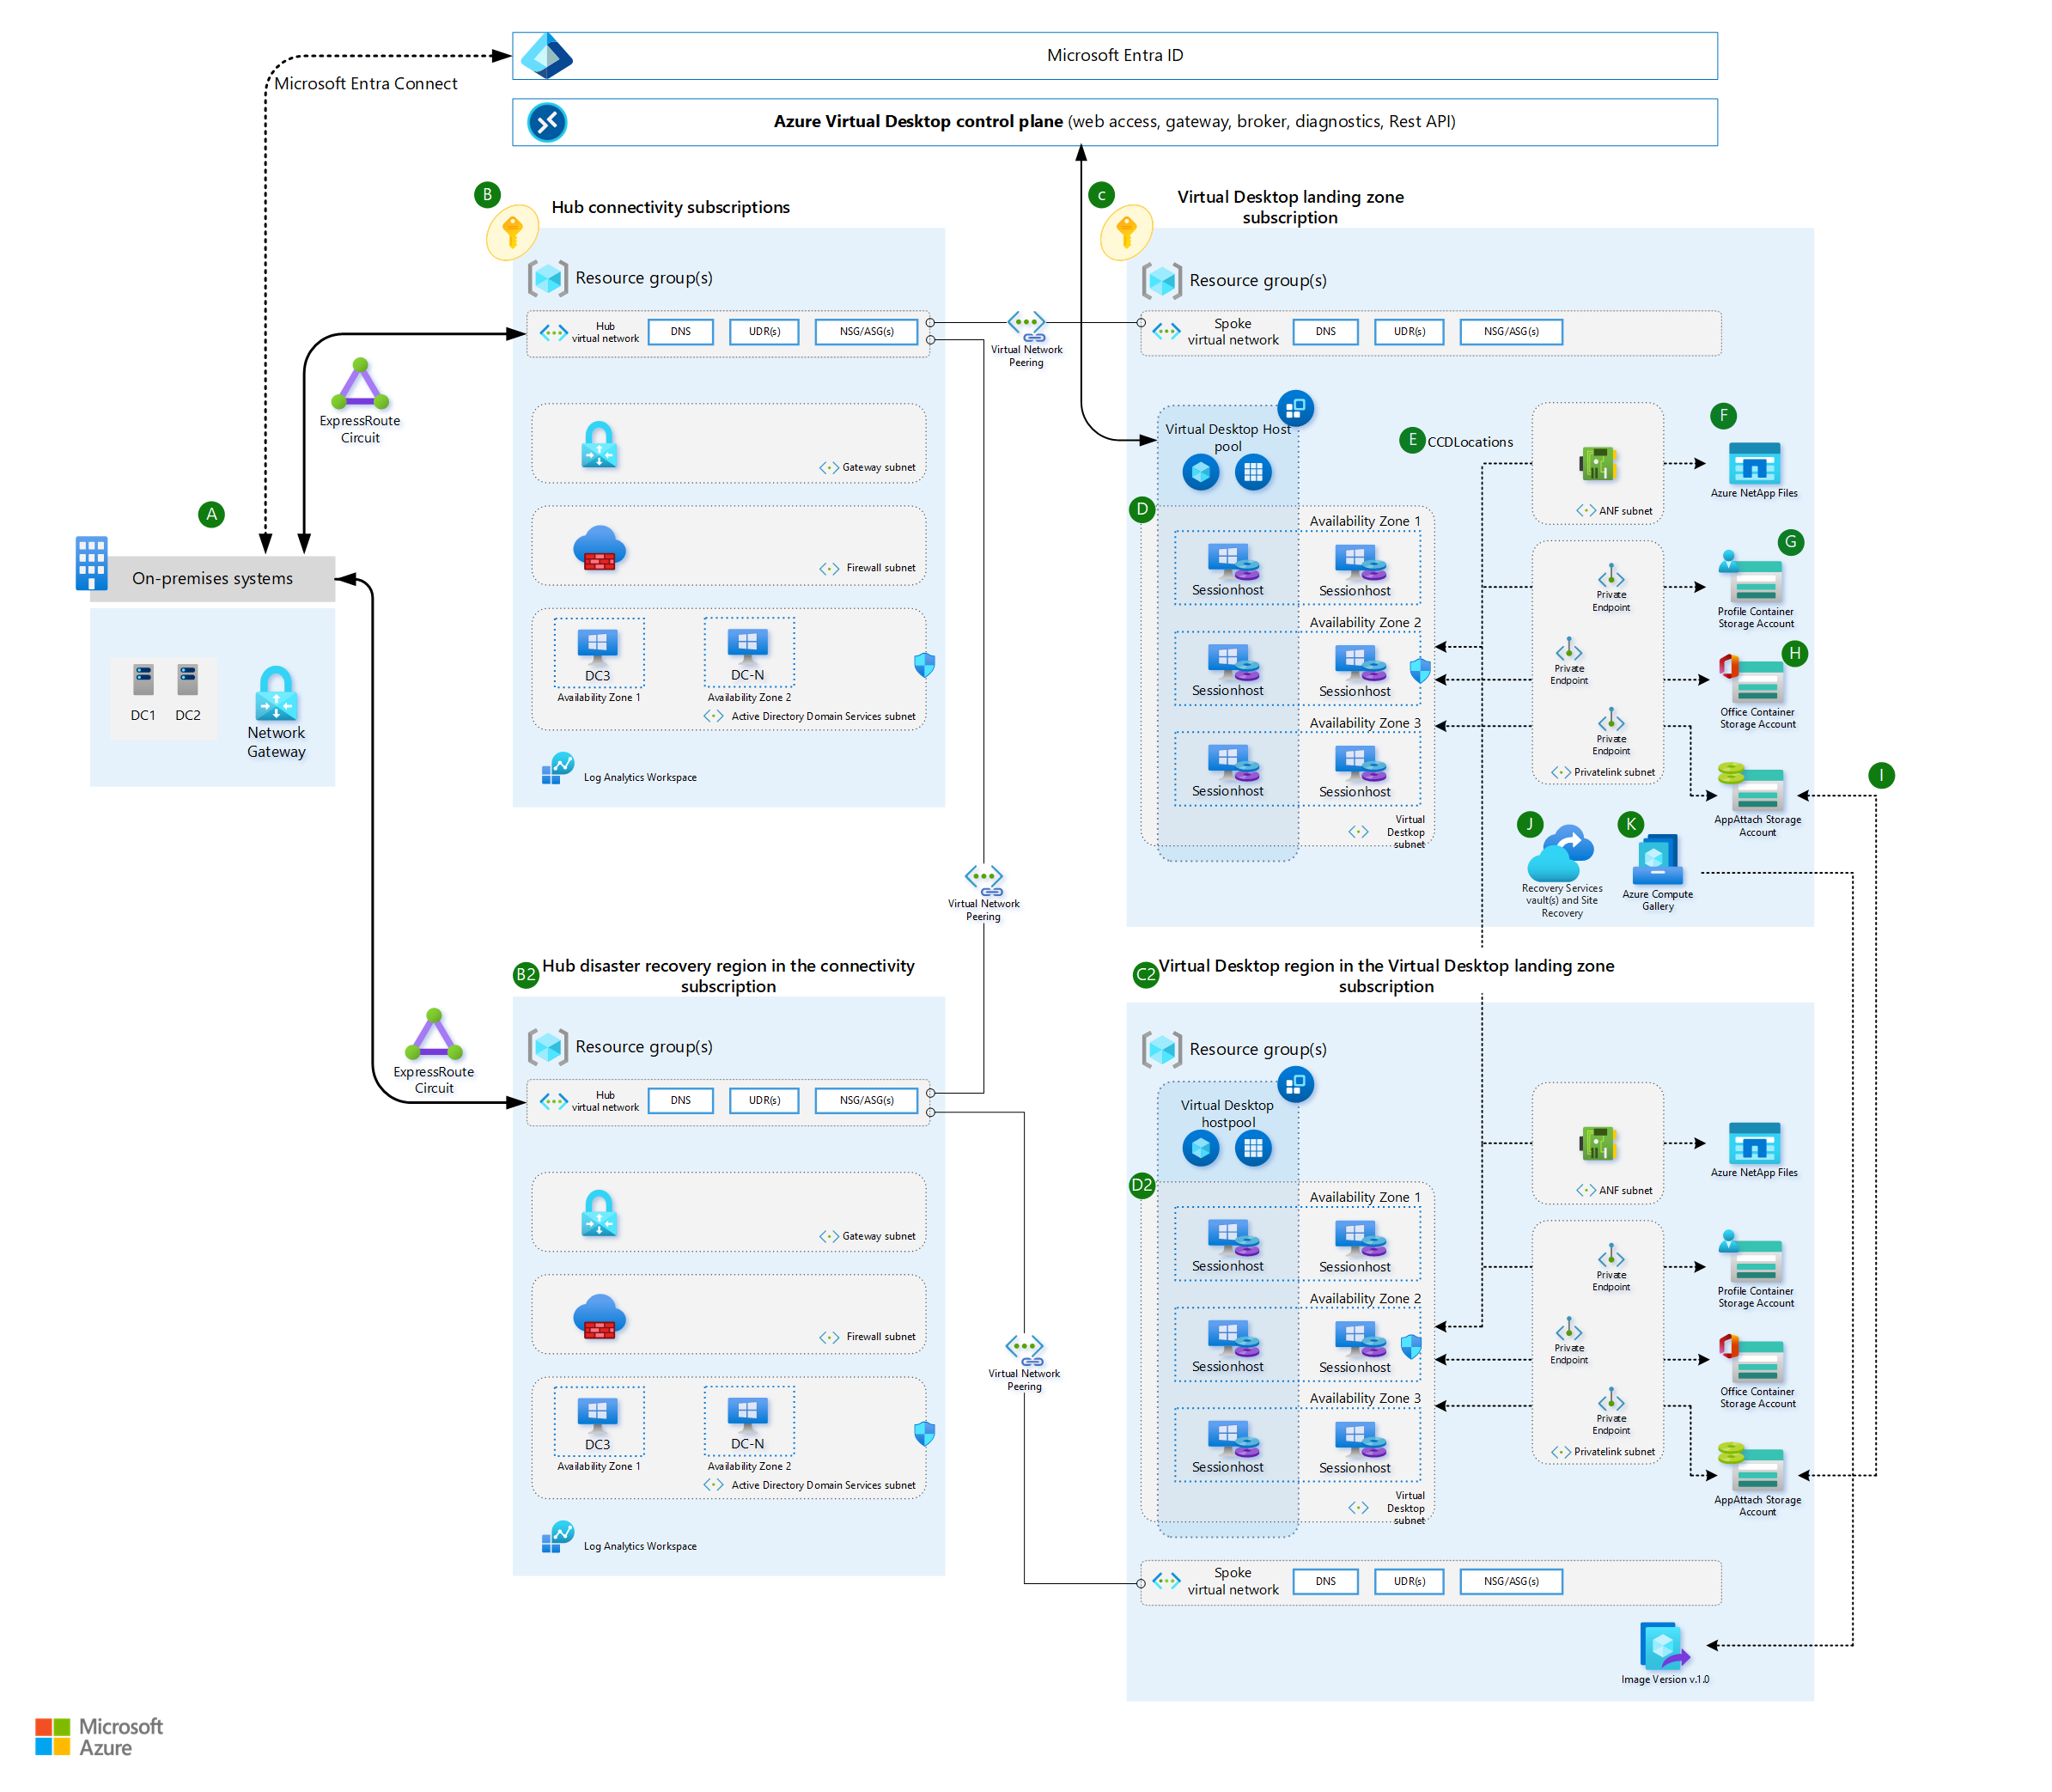 Microsoft Entra ID
Microsoft Entra Connect
Azure Virtual Desktop control plane (web access, gateway, broker, diagnostics, Rest API)
A
On-premises systems
DC1
DC2
Network
Gateway
ExpressRoute
Circuit
ExpressRoute
Circuit
B
Hub connectivity subscriptions
Resource group(s)
Hub
virtual network
DNS
UDR(s)
NSG/ASG(s)
Gateway subnet
Firewall subnet
DC3
Availability Zone 1
DC-N
Availability Zone 2
Active Directory Domain Services subnet
Log Analytics Workspace
Virtual Network
Peering
Virtual Network
Peering
c
Virtual Desktop landing zone
subscription
Resource group(s)
Spoke
virtual network
DNS
UDR(s)
NSG/ASG(s)
Virtual Desktop Host
pool
D
Availability Zone 1
Sessionhost
Sessionhost
Availability Zone 2
Sessionhost
Sessionhost
Availability Zone 3
Sessionhost
Sessionhost
Virtual
Destkop
subnet
E
CCDLocations
ANF subnet
F
Azure NetApp Files
Private
Endpoint
G
Profile Container
Storage Account
Private
Endpoint
H
Office Container
Storage Account
Private
Endpoint
Privatelink subnet
I
AppAttach Storage
Account
J
Recovery Services
vault(s) and Site
Recovery
K
Azure Compute
Gallery
B2
Hub disaster recovery region in the connectivity
subscription
Resource group(s)
Hub
virtual network
DNS
UDR(s)
NSG/ASG(s)
Gateway subnet
Firewall subnet
DC3
Availability Zone 1
DC-N
Availability Zone 2
Active Directory Domain Services subnet
Log Analytics Workspace
Virtual Network
Peering
C2
Virtual Desktop region in the Virtual Desktop landing zone
subscription
Resource group(s)
Virtual Desktop
hostpool
D2
Availability Zone 1
Sessionhost
Sessionhost
Availability Zone 2
Sessionhost
Sessionhost
Availability Zone 3
Sessionhost
Sessionhost
Virtual
Desktop
subnet
ANF subnet
Azure NetApp Files
Private
Endpoint
Profile Container
Storage Account
Private
Endpoint
Office Container
Storage Account
Private
Endpoint
Privatelink subnet
AppAttach Storage
Account
Spoke
virtual network
DNS
UDR(s)
NSG/ASG(s)
Image Version v.1.0
Microsoft
Azure